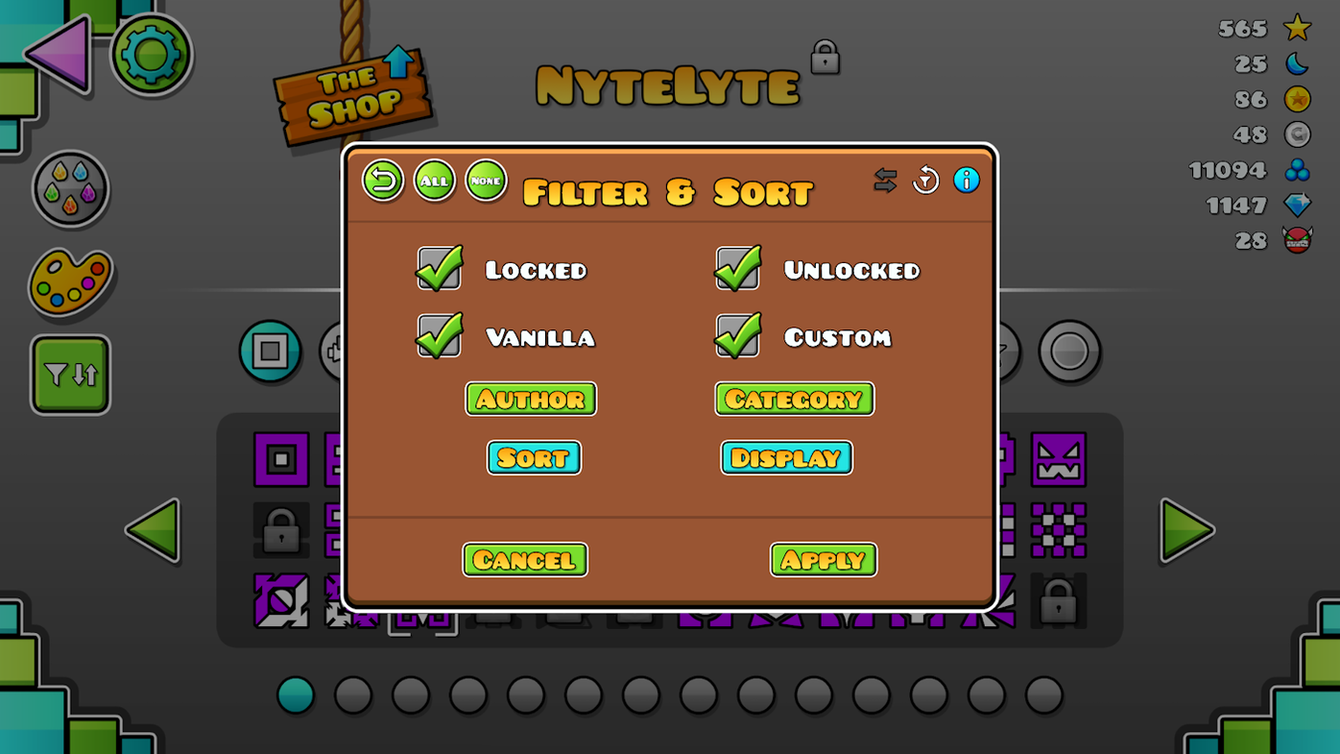 THE
SHOP
NYTELYTE
565
25
86
48
11094
1147
28
ALL
NONE
FILTER & SORT
LOCKED
UNLOCKED
VANILLA
CUSTOM
AUTHOR
CATEGORY
SORT
DISPLAY
CANCEL
APPLY